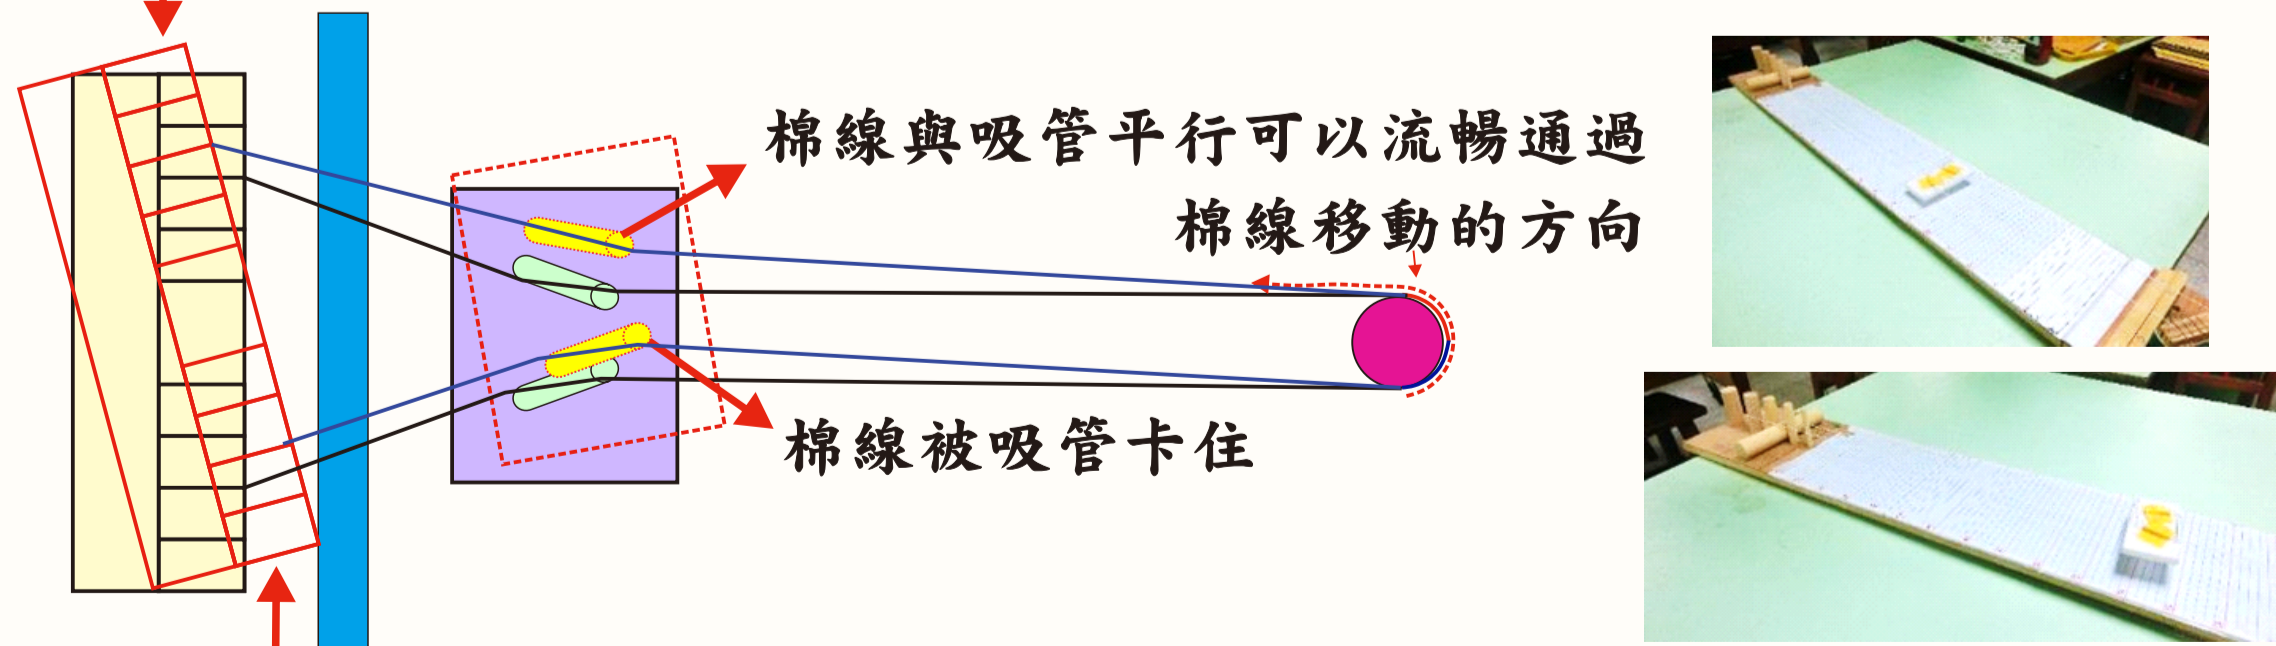 棉線與吸管平行可以流暢通過
棉線移動的方向
棉線被吸管卡住